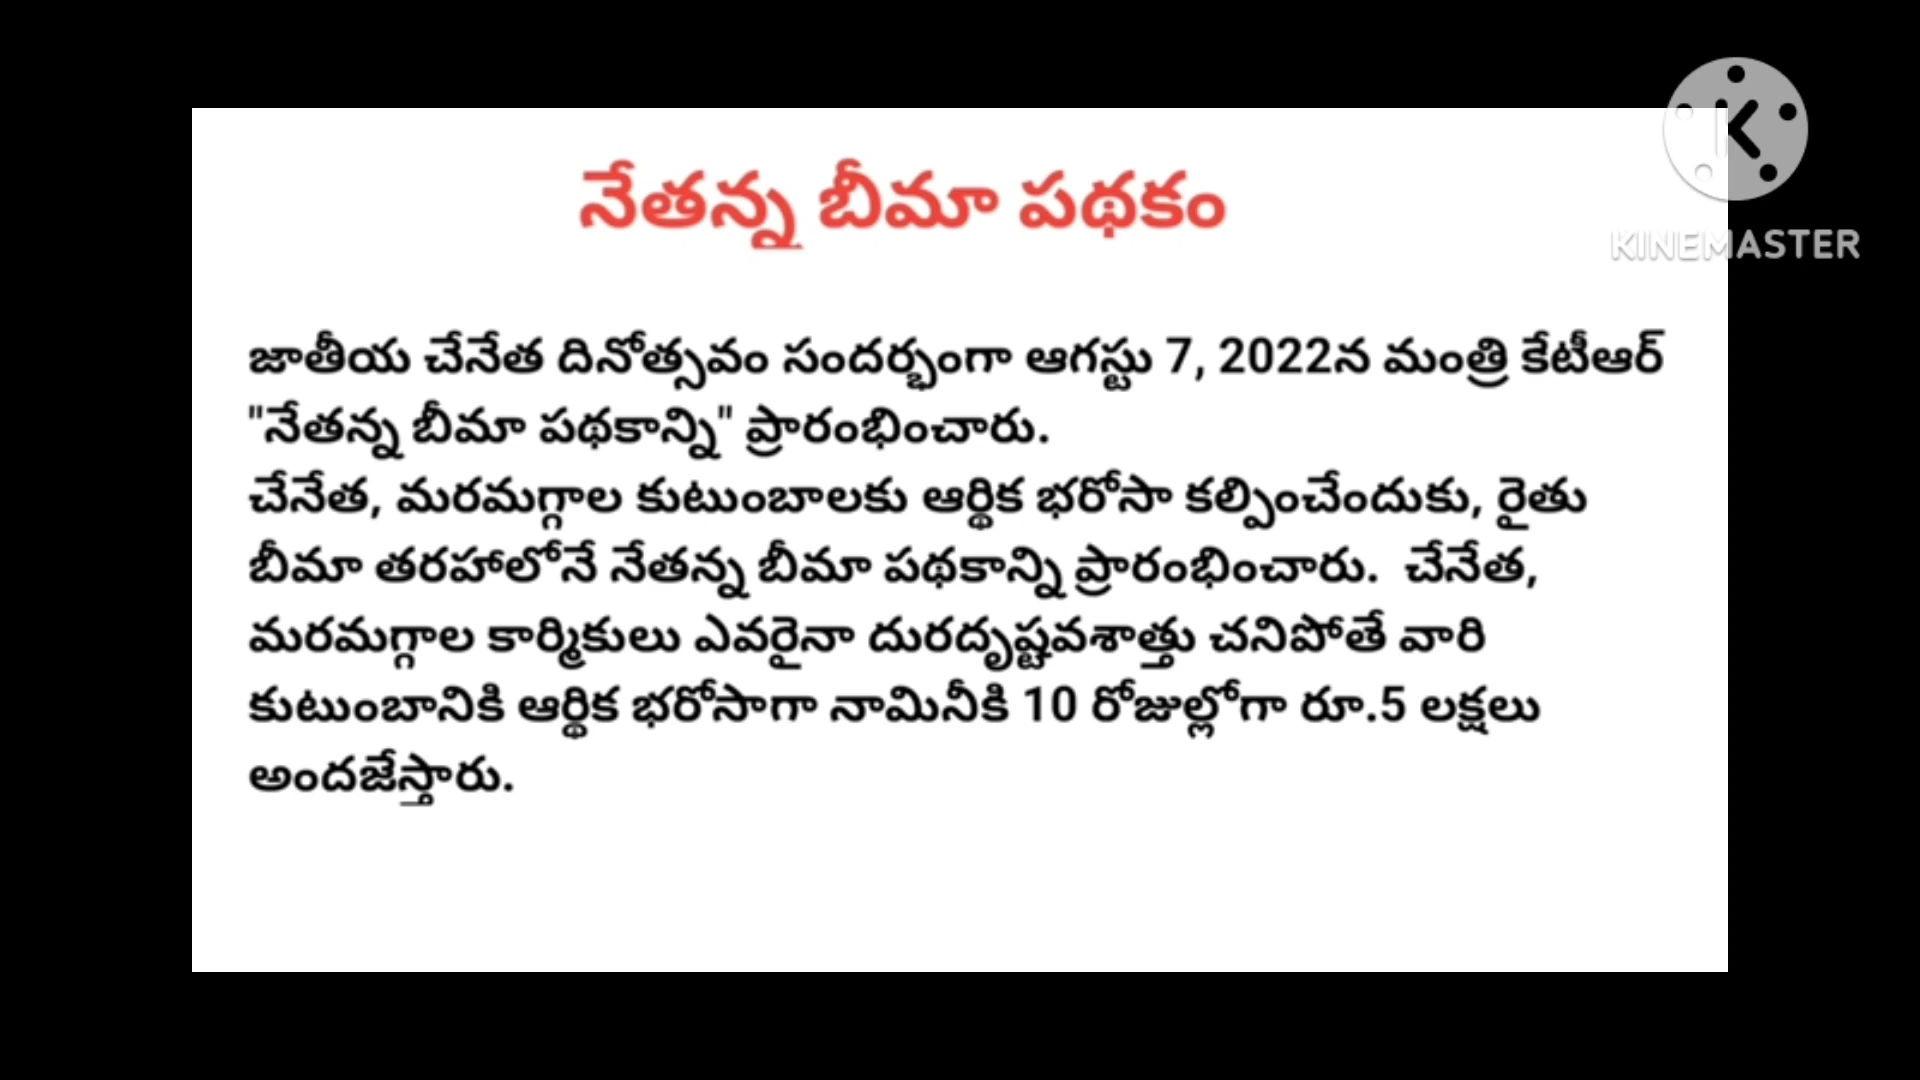 నేతన్న బీమా పథకం
KINEMASTER
జాతీయ చేనేత దినోత్సవం సందర్భంగా ఆగస్టు 7, 2022న మంత్రి కేటీఆర్
"నేతన్న బీమా పథకాన్ని" ప్రారంభించారు.
చేనేత, మరమగ్గాల కుటుంబాలకు ఆర్థిక భరోసా కల్పించేందుకు, రైతు
బీమా తరహాలోనే నేతన్న బీమా పథకాన్ని ప్రారంభించారు. చేనేత,
మరమగ్గాల కార్మికులు ఎవరైనా దురదృష్టవశాత్తు చనిపోతే వారి
కుటుంబానికి ఆర్థిక భరోసాగా నామినీకి 10 రోజుల్లోగా రూ.5 లక్షలు
అందజేస్తారు.